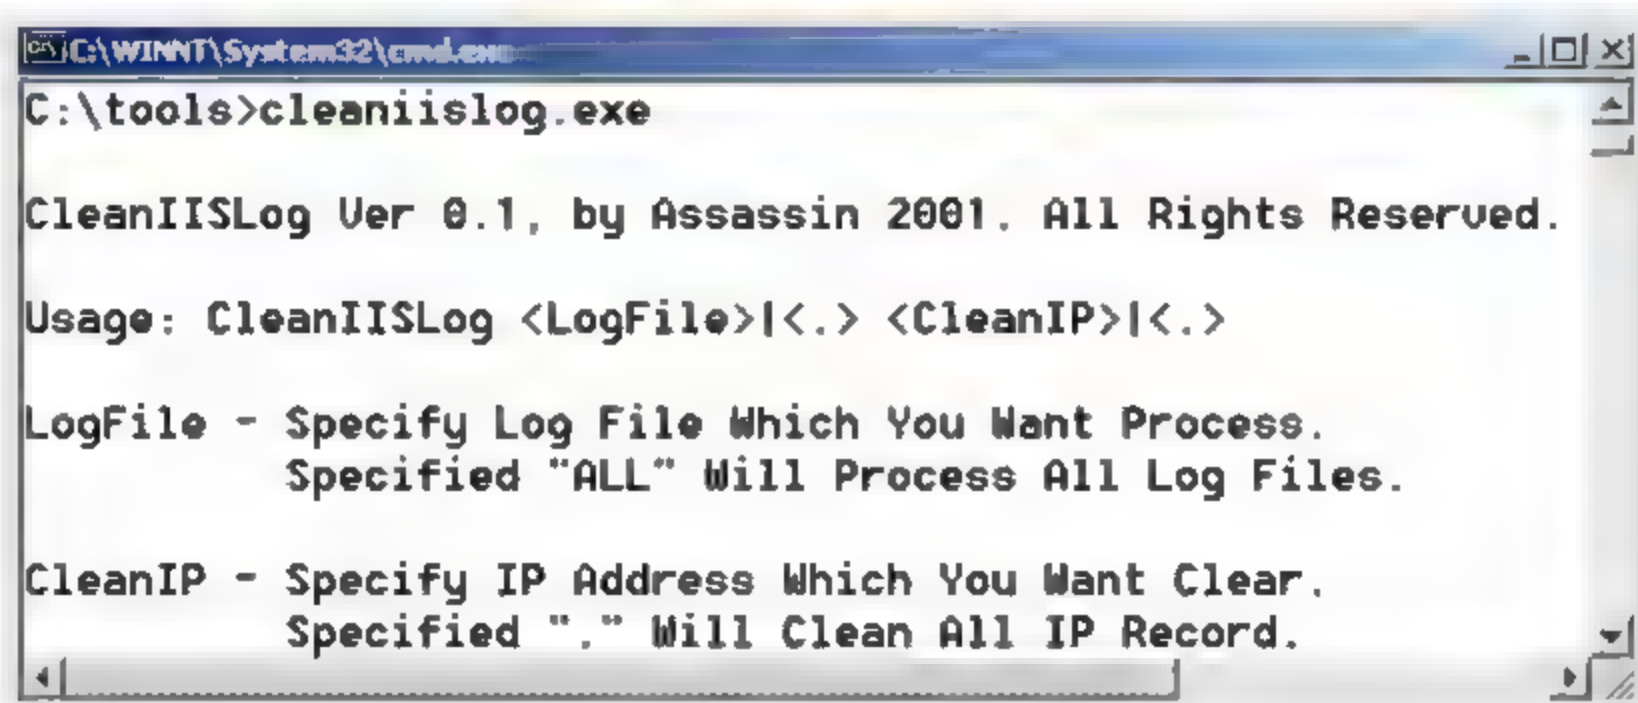 C:\WINNT\System32\cmd.exe
C:\tools>cleaniislog.exe
CleanIISLog Ver 0.1, by Assassin 2001. All Rights Reserved.
Usage: CleanIISLog <LogFile>|<.> <CleanIP>|<.>
LogFile - Specify Log File Which You Want Process.
Specified "ALL" Will Process All Log Files.
CleanIP - Specify IP Address Which You Want Clear.
Specified "." Will Clean All IP Record.